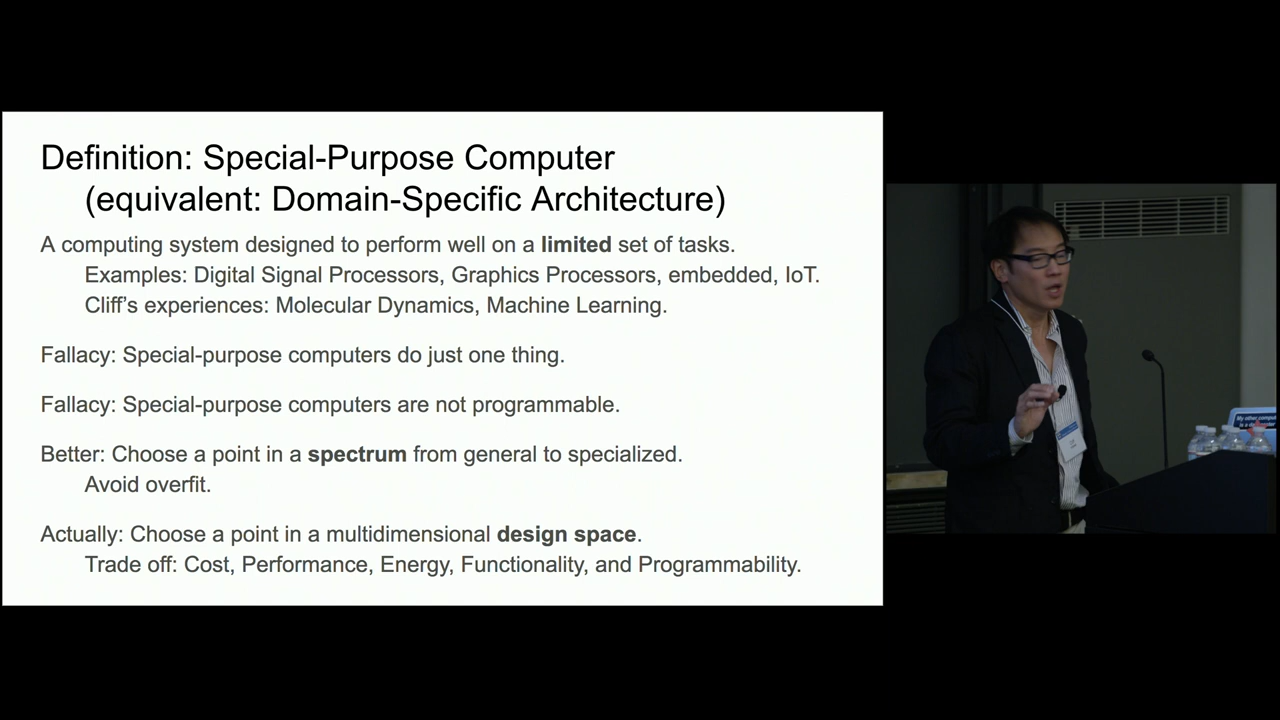 Definition: Special-Purpose Computer
(equivalent: Domain-Specific Architecture)
A computing system designed to perform well on a limited set of tasks.
Examples: Digital Signal Processors, Graphics Processors, embedded, IoT.
Cliff’s experiences: Molecular Dynamics, Machine Learning.
Fallacy: Special-purpose computers do just one thing.
Fallacy: Special-purpose computers are not programmable.
Better: Choose a point in a spectrum from general to specialized.
Avoid overfit.
Actually: Choose a point in a multidimensional design space.
Trade off: Cost, Performance, Energy, Functionality, and Programmability.
My other
is a